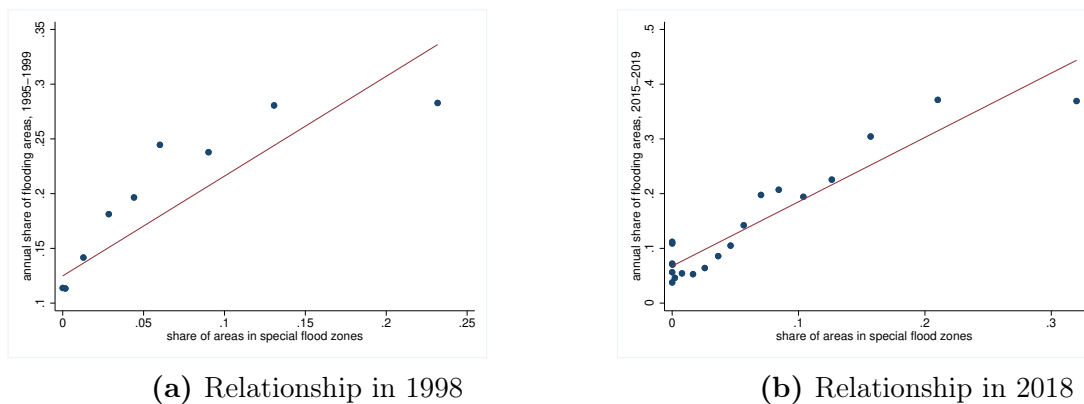 annual share of flooding areas, 1995−1999
.35
.3
.25
.2
.15
.1
0 .05 .1 .15 .2 .25
share of areas in special flood zones
(a) Relationship in 1998
annual share of flooding areas, 2015−2019
.5
.4
.3
.2
.1
0
0 .1 .2 .3
share of areas in special flood zones
(b) Relationship in 2018